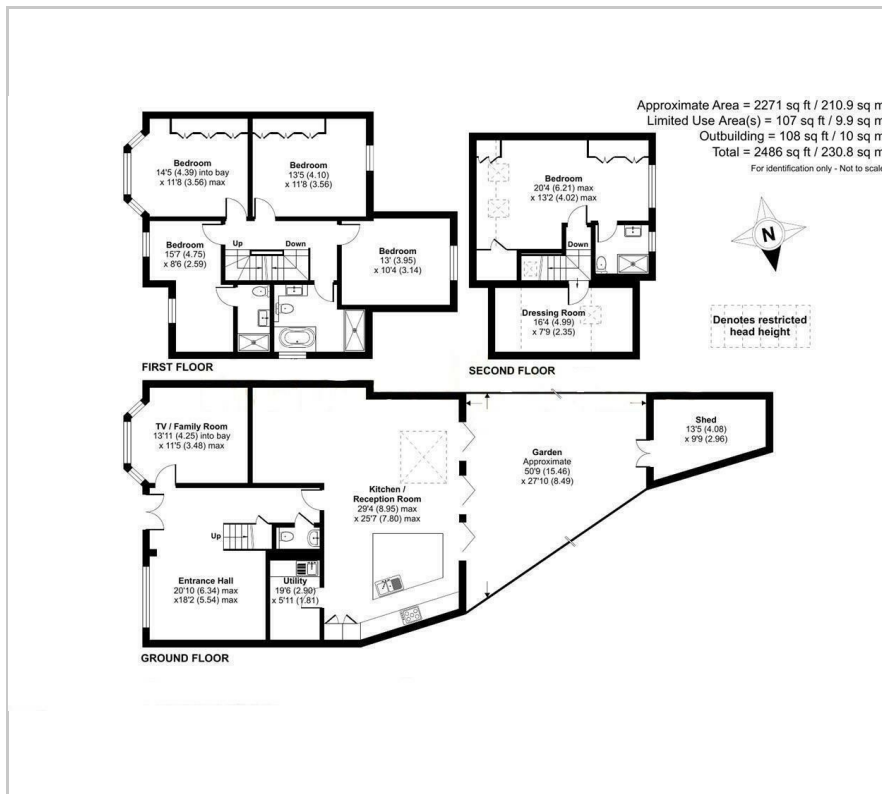 Approximate Area = 2271 sq ft / 210.9 sq m
Limited Use Area(s) = 107 sq ft / 9.9 sq m
Outbuilding = 108 sq ft / 10 sq m
Total = 2486 sq ft / 230.8 sq m
For identification only - Not to scale
Bedroom
14'5 (4.39) into bay
x 11'8 (3.56) max
Bedroom
13'5 (4.10)
x 11'8 (3.56)
Bedroom
15'7 (4.75)
x 8'6 (2.59)
Up
Down
Bedroom
13' (3.95)
x 10'4 (3.14)
FIRST FLOOR
Bedroom
20'4 (6.21) max
x 13'2 (4.02) max
Down
Dressing Room
16'4 (4.99)
x 7'9 (2.35)
SECOND FLOOR
N
Denotes restricted
head height
TV / Family Room
13'11 (4.25) into bay
x 11'5 (3.48) max
Kitchen /
Reception Room
29'4 (8.95) max
x 25'7 (7.80) max
Up
Entrance Hall
20'10 (6.34) max
x18'2 (5.54) max
Utility
19'6 (2.90)
x 5'11 (1.81)
Garden
Approximate
50'9 (15.46)
x 27'10 (8.49)
Shed
13'5 (4.08)
x 9'9 (2.96)
GROUND FLOOR